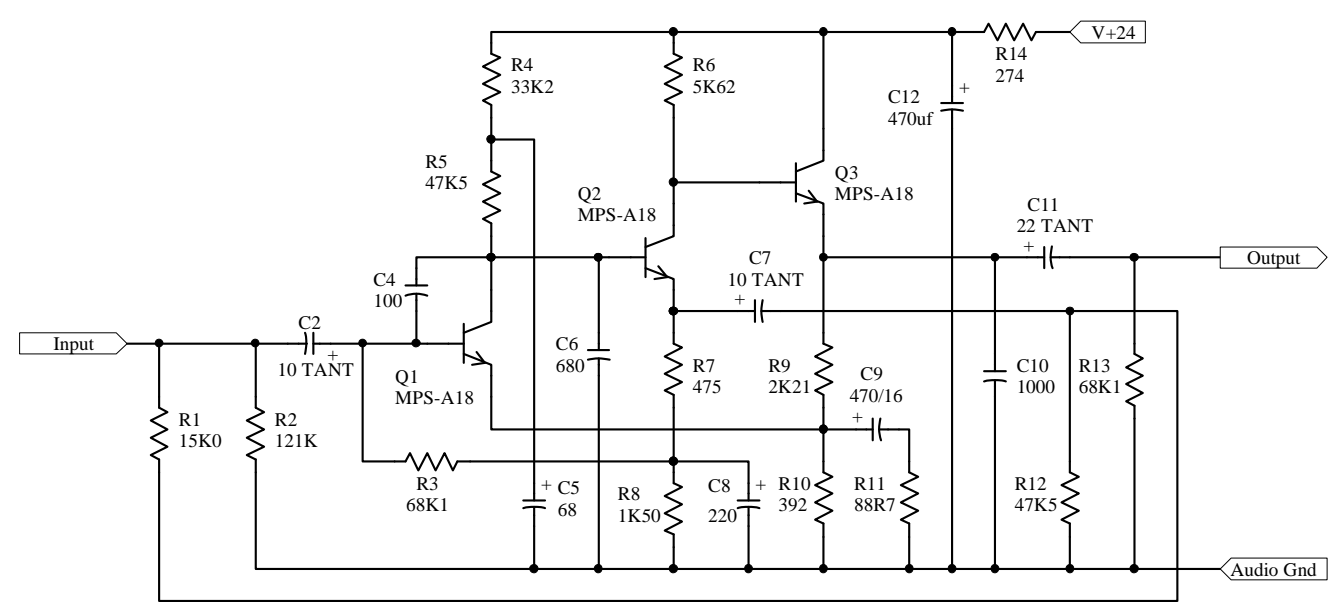 V+24
R14
274
R4
33K2
R6
5K62
C12
+
470uf
R5
47K5
Q3
MPS-A18
Q2
MPS-A18
C11
22 TANT
+
Output
C7
10 TANT
+
C4
100
Input
C2
+
10 TANT
Q1
MPS-A18
C6
680
R7
475
R9
2K21
C9
470/16
+
C10
1000
R13
68K1
R1
15K0
R2
121K
R3
68K1
+
C5
68
R8
1K50
C8
+
220
R10
392
R11
88R7
R12
47K5
Audio Gnd